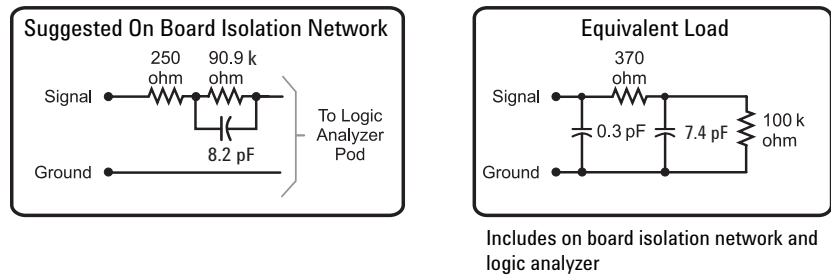 Suggested On Board Isolation Network
250
ohm
90.9 k
ohm
Signal
8.2 pF
To Logic
Analyzer
Pod
Ground
Equivalent Load
370
ohm
Signal
0.3 pF
7.4 pF
100 k
ohm
Ground
Includes on board isolation network and
logic analyzer